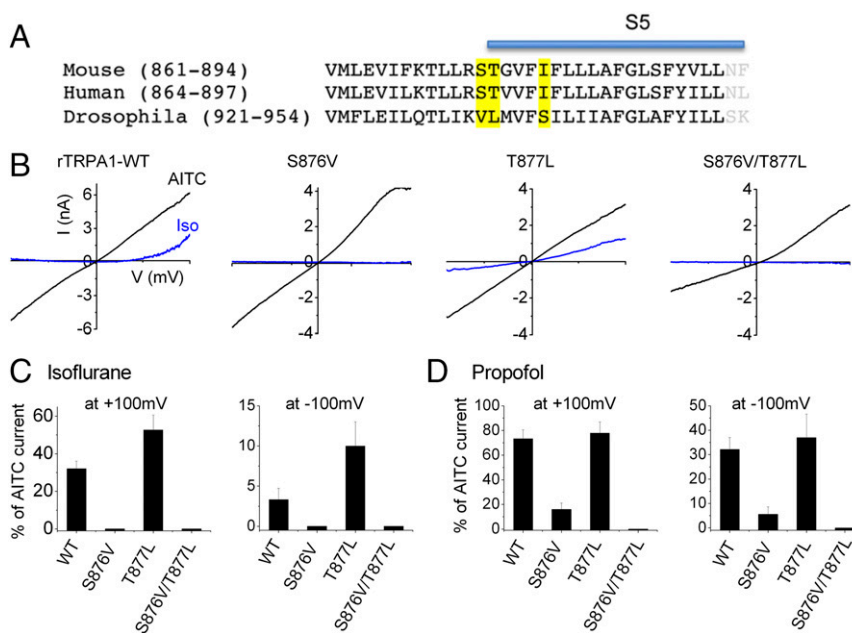 A
S5
Mouse (861-894) VMLEVIFKTLLRSTGVFIFLLLAFGLSFYVLLNF
Human (864-897) VMLEVIFKTLLRSTVVFIFLLLAFGLSFYVLLNL
Drosophila (921-954) VMFLEILQTLIKVLMVFSILIIAFGLAFYILLSK
B
rTRPA1-WT S876V T877L S876V/T877L
AITC
Iso
I (nA)
V (mV)
6
3
0
-3
-6
4
2
0
-2
-4
4
2
0
-2
-4
4
2
0
-2
-4
C Isoflurane
at +100mV
% of AITC current
60
40
20
0
WT S876V T877L S876V/T877L
at -100mV
15
10
5
0
WT S876V T877L S876V/T877L
D Propofol
at +100mV
% of AITC current
100
80
60
40
20
0
WT S876V T877L S876V/T877L
at -100mV
50
40
30
20
10
0
WT S876V T877L S876V/T877L